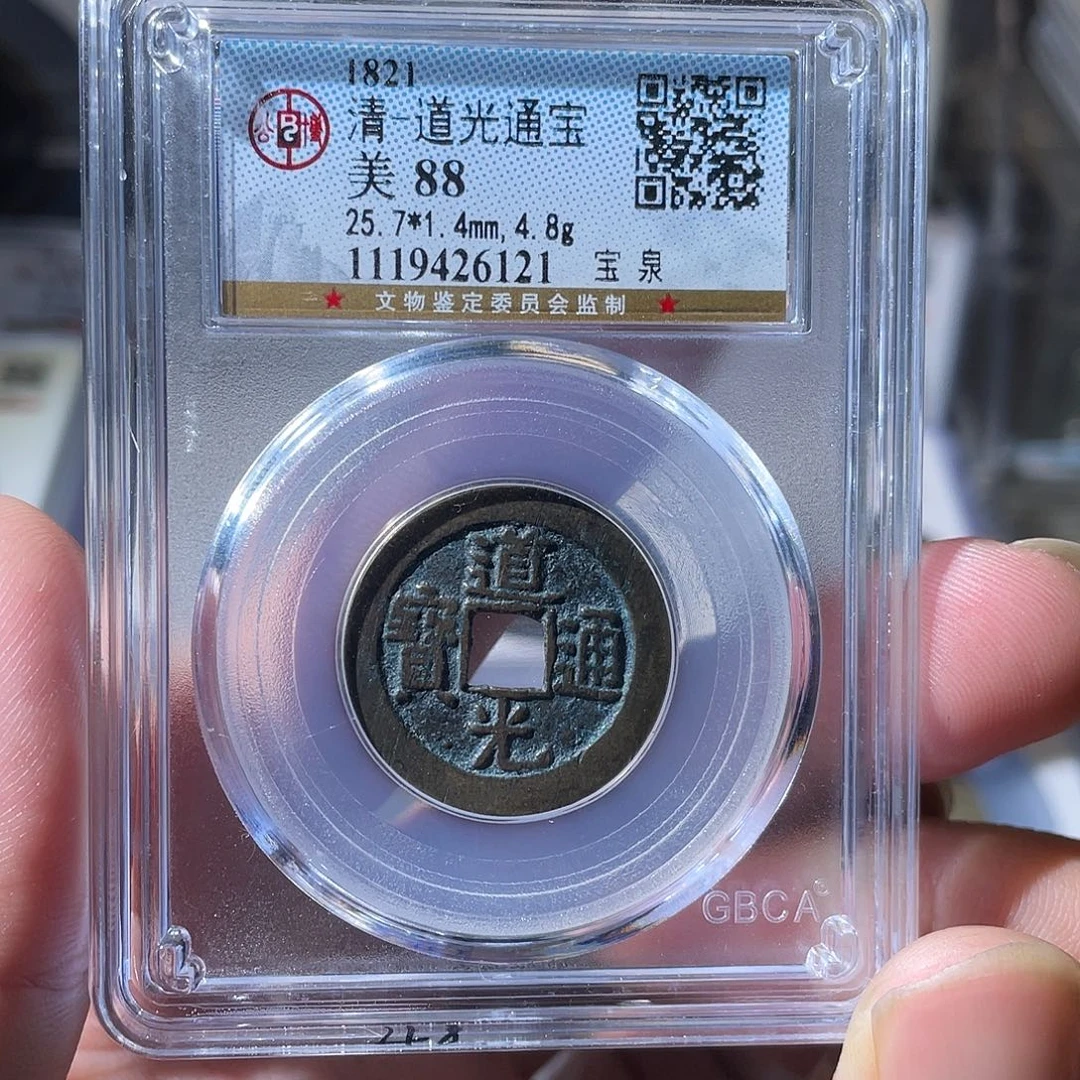 1821
清-道光通宝
美 88
25.7*1.4mm, 4.8g
1119426121 宝泉
文物鉴定委员会监制
道
寶 通
光
GBCA